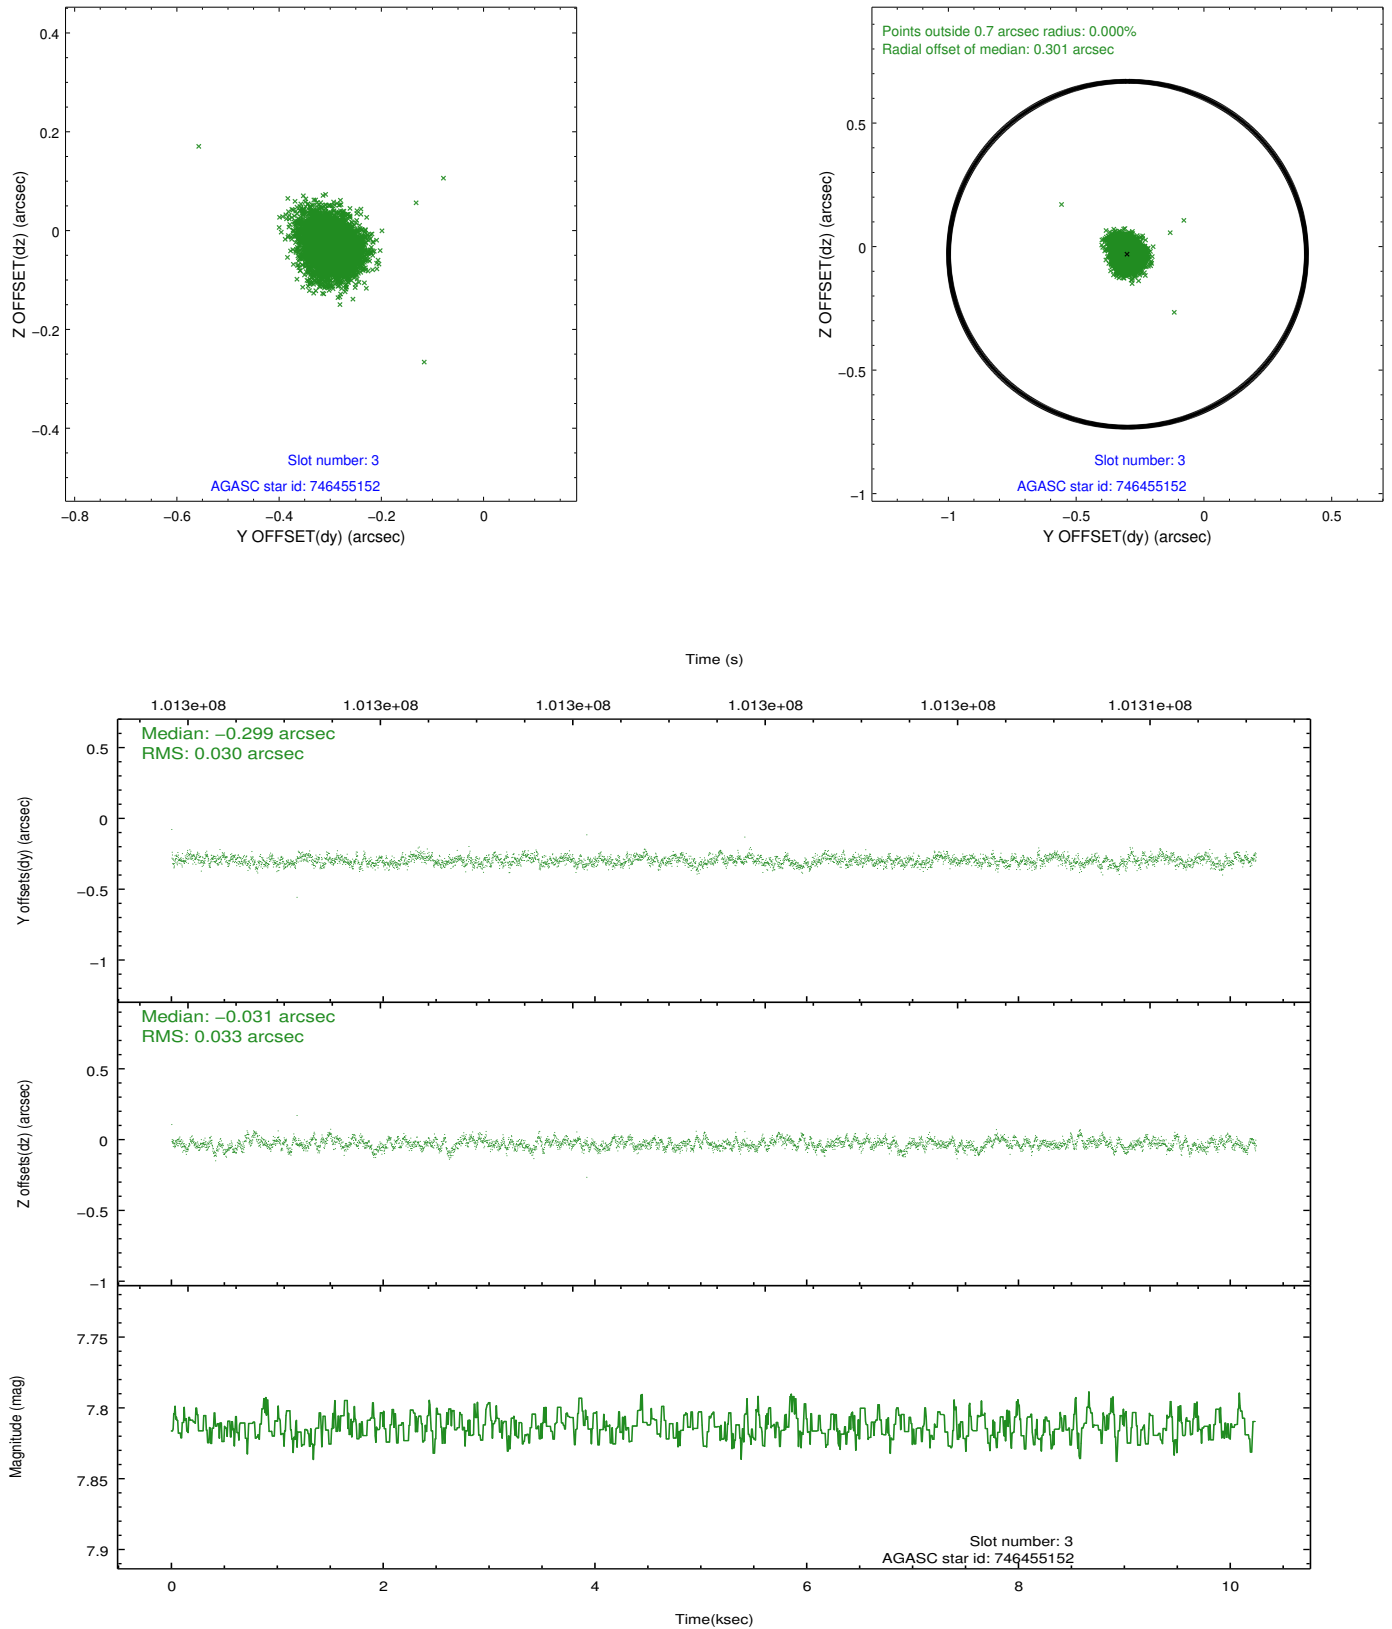 0.4
0.2
0
−0.2
−0.4
Z OFFSET(dz) (arcsec)
Slot number: 3
AGASC star id: 746455152
−0.8
−0.6
−0.4
−0.2
0
Y OFFSET(dy) (arcsec)
Points outside 0.7 arcsec radius: 0.000%
Radial offset of median: 0.301 arcsec
0.5
0
−0.5
−1
Z OFFSET(dz) (arcsec)
Slot number: 3
AGASC star id: 746455152
−1
−0.5
0
0.5
Y OFFSET(dy) (arcsec)
Time (s)
1.013e+08
1.013e+08
1.013e+08
1.013e+08
1.013e+08
1.0131e+08
Median: −0.299 arcsec
RMS: 0.030 arcsec
0.5
0
−0.5
−1
Y offsets(dy) (arcsec)
Median: −0.031 arcsec
RMS: 0.033 arcsec
0.5
0
−0.5
−1
Z offsets(dz) (arcsec)
7.75
7.8
7.85
7.9
Magnitude (mag)
Slot number: 3
AGASC star id: 746455152
0
2
4
6
8
10
Time(ksec)